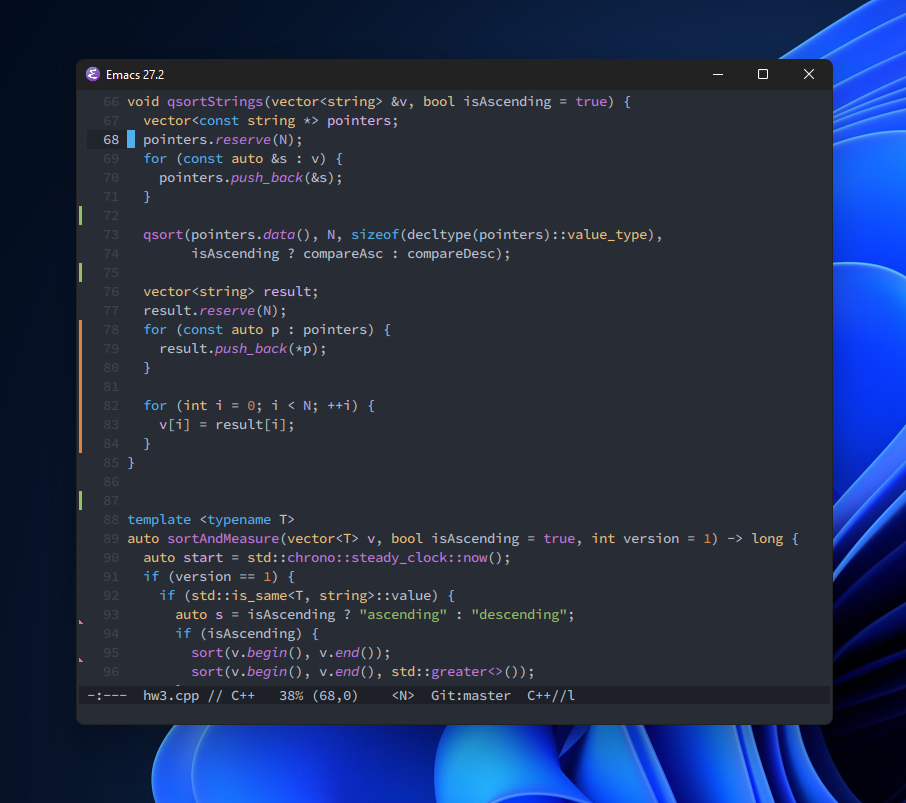 Emacs 27.2
66 void qsortStrings(vector<string> &v, bool isAscending = true) {
67   vector<const string *> pointers;
68   pointers.reserve(N);
69   for (const auto &s : v) {
70     pointers.push_back(&s);
71   }
72
73   qsort(pointers.data(), N, sizeof(decltype(pointers)::value_type),
74         isAscending ? compareAsc : compareDesc);
75
76   vector<string> result;
77   result.reserve(N);
78   for (const auto p : pointers) {
79     result.push_back(*p);
80   }
81
82   for (int i = 0; i < N; ++i) {
83     v[i] = result[i];
84   }
85 }
86
87
88 template <typename T>
89 auto sortAndMeasure(vector<T> v, bool isAscending = true, int version = 1) -> long {
90   auto start = std::chrono::steady_clock::now();
91   if (version == 1) {
92     if (std::is_same<T, string>::value) {
93       auto s = isAscending ? "ascending" : "descending";
94       if (isAscending) {
95         sort(v.begin(), v.end());
96         sort(v.begin(), v.end(), std::greater<>());
-:---  hw3.cpp // C++   38% (68,0)    <N>  Git:master  C++//l